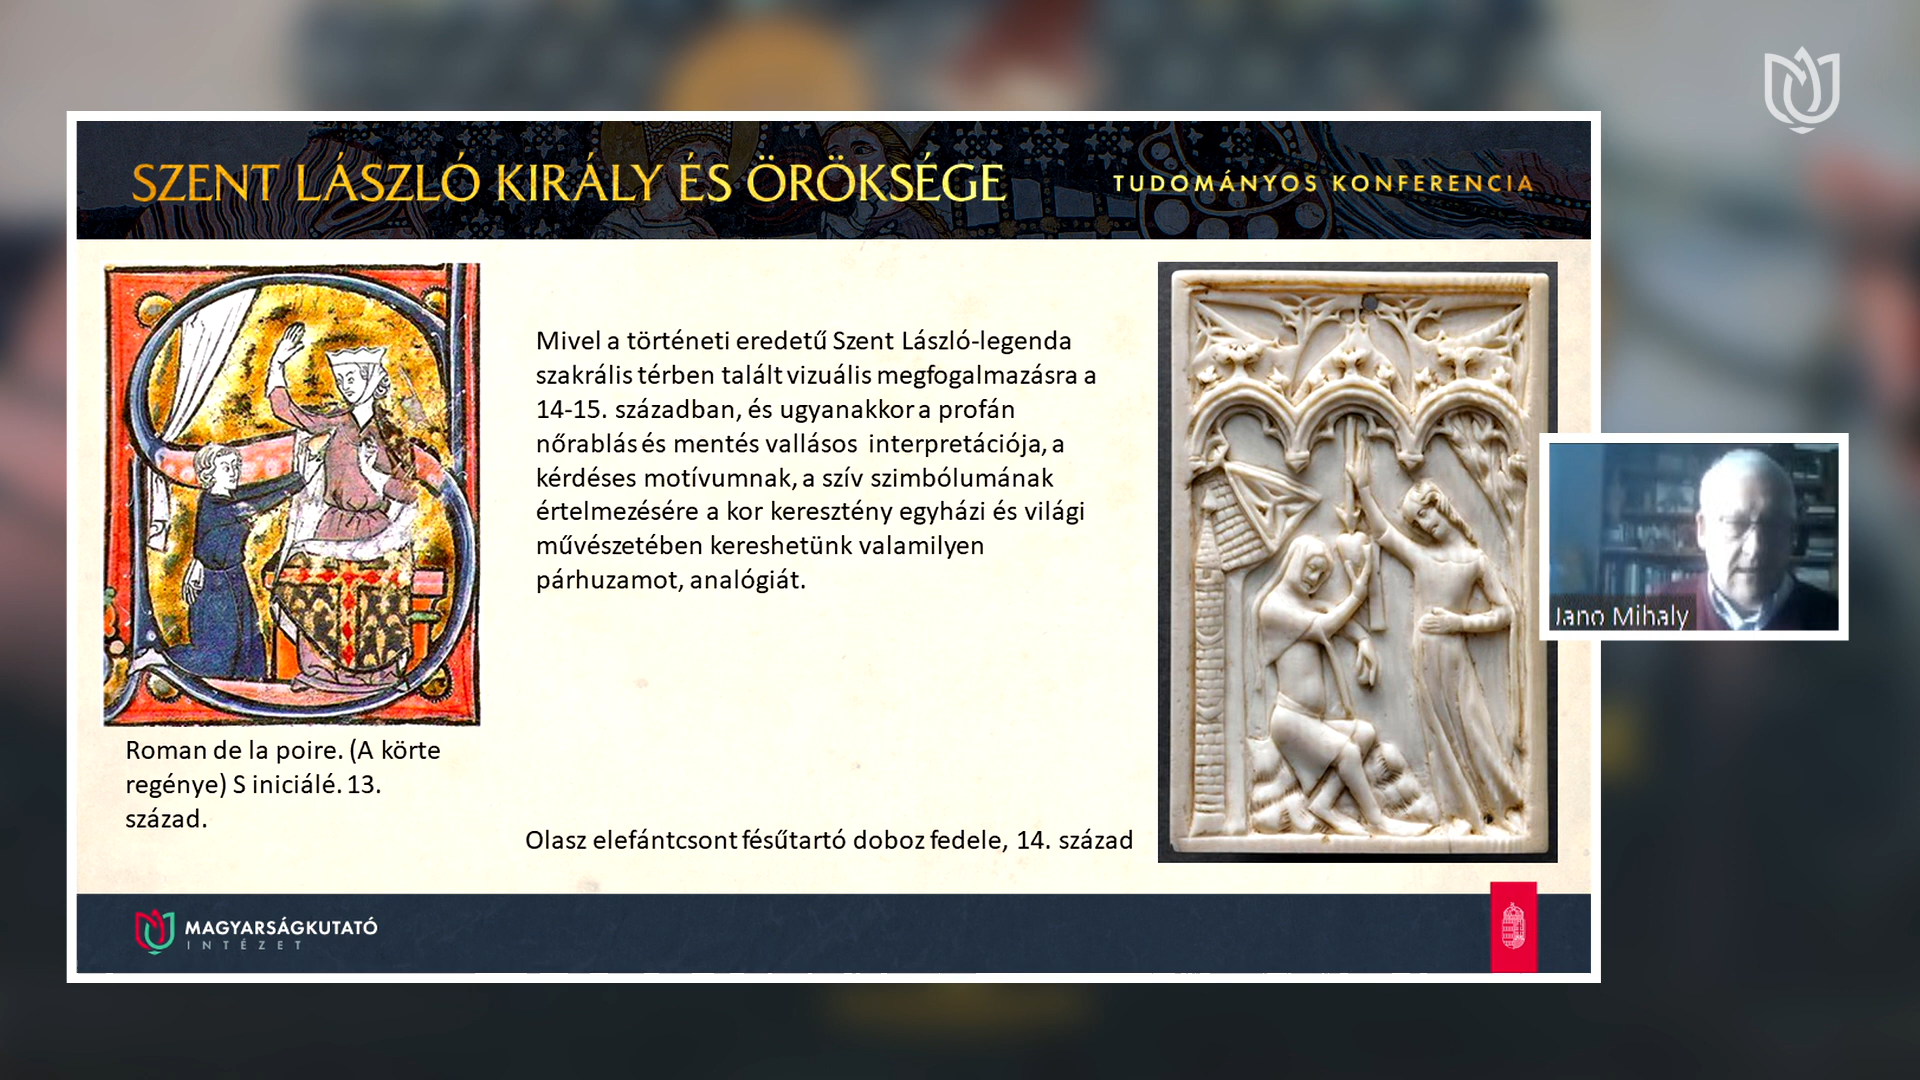 SZENT LÁSZLÓ KIRÁLY ÉS ÖRÖKSÉGE
TUDOMÁNYOS KONFERENCIA
Mivel a történeti eredetű Szent László-legenda
szakrális térben talált vizuális megfogalmazásra a
14-15. században, és ugyanakkor a profán
nőrablás és mentés vallásos interpretációja, a
kérdéses motívumnak, a szív szimbólumának
értelmezésére a kor keresztény egyházi és világi
művészetében kereshetünk valamilyen
párhuzamot, analógiát.
Jano Mihaly
Roman de la poire. (A körte
regénye) S iniciálé. 13.
század.
Olasz elefántcsont fésűtartó doboz fedele, 14. század
MAGYARSÁGKUTATÓ
INTÉZET